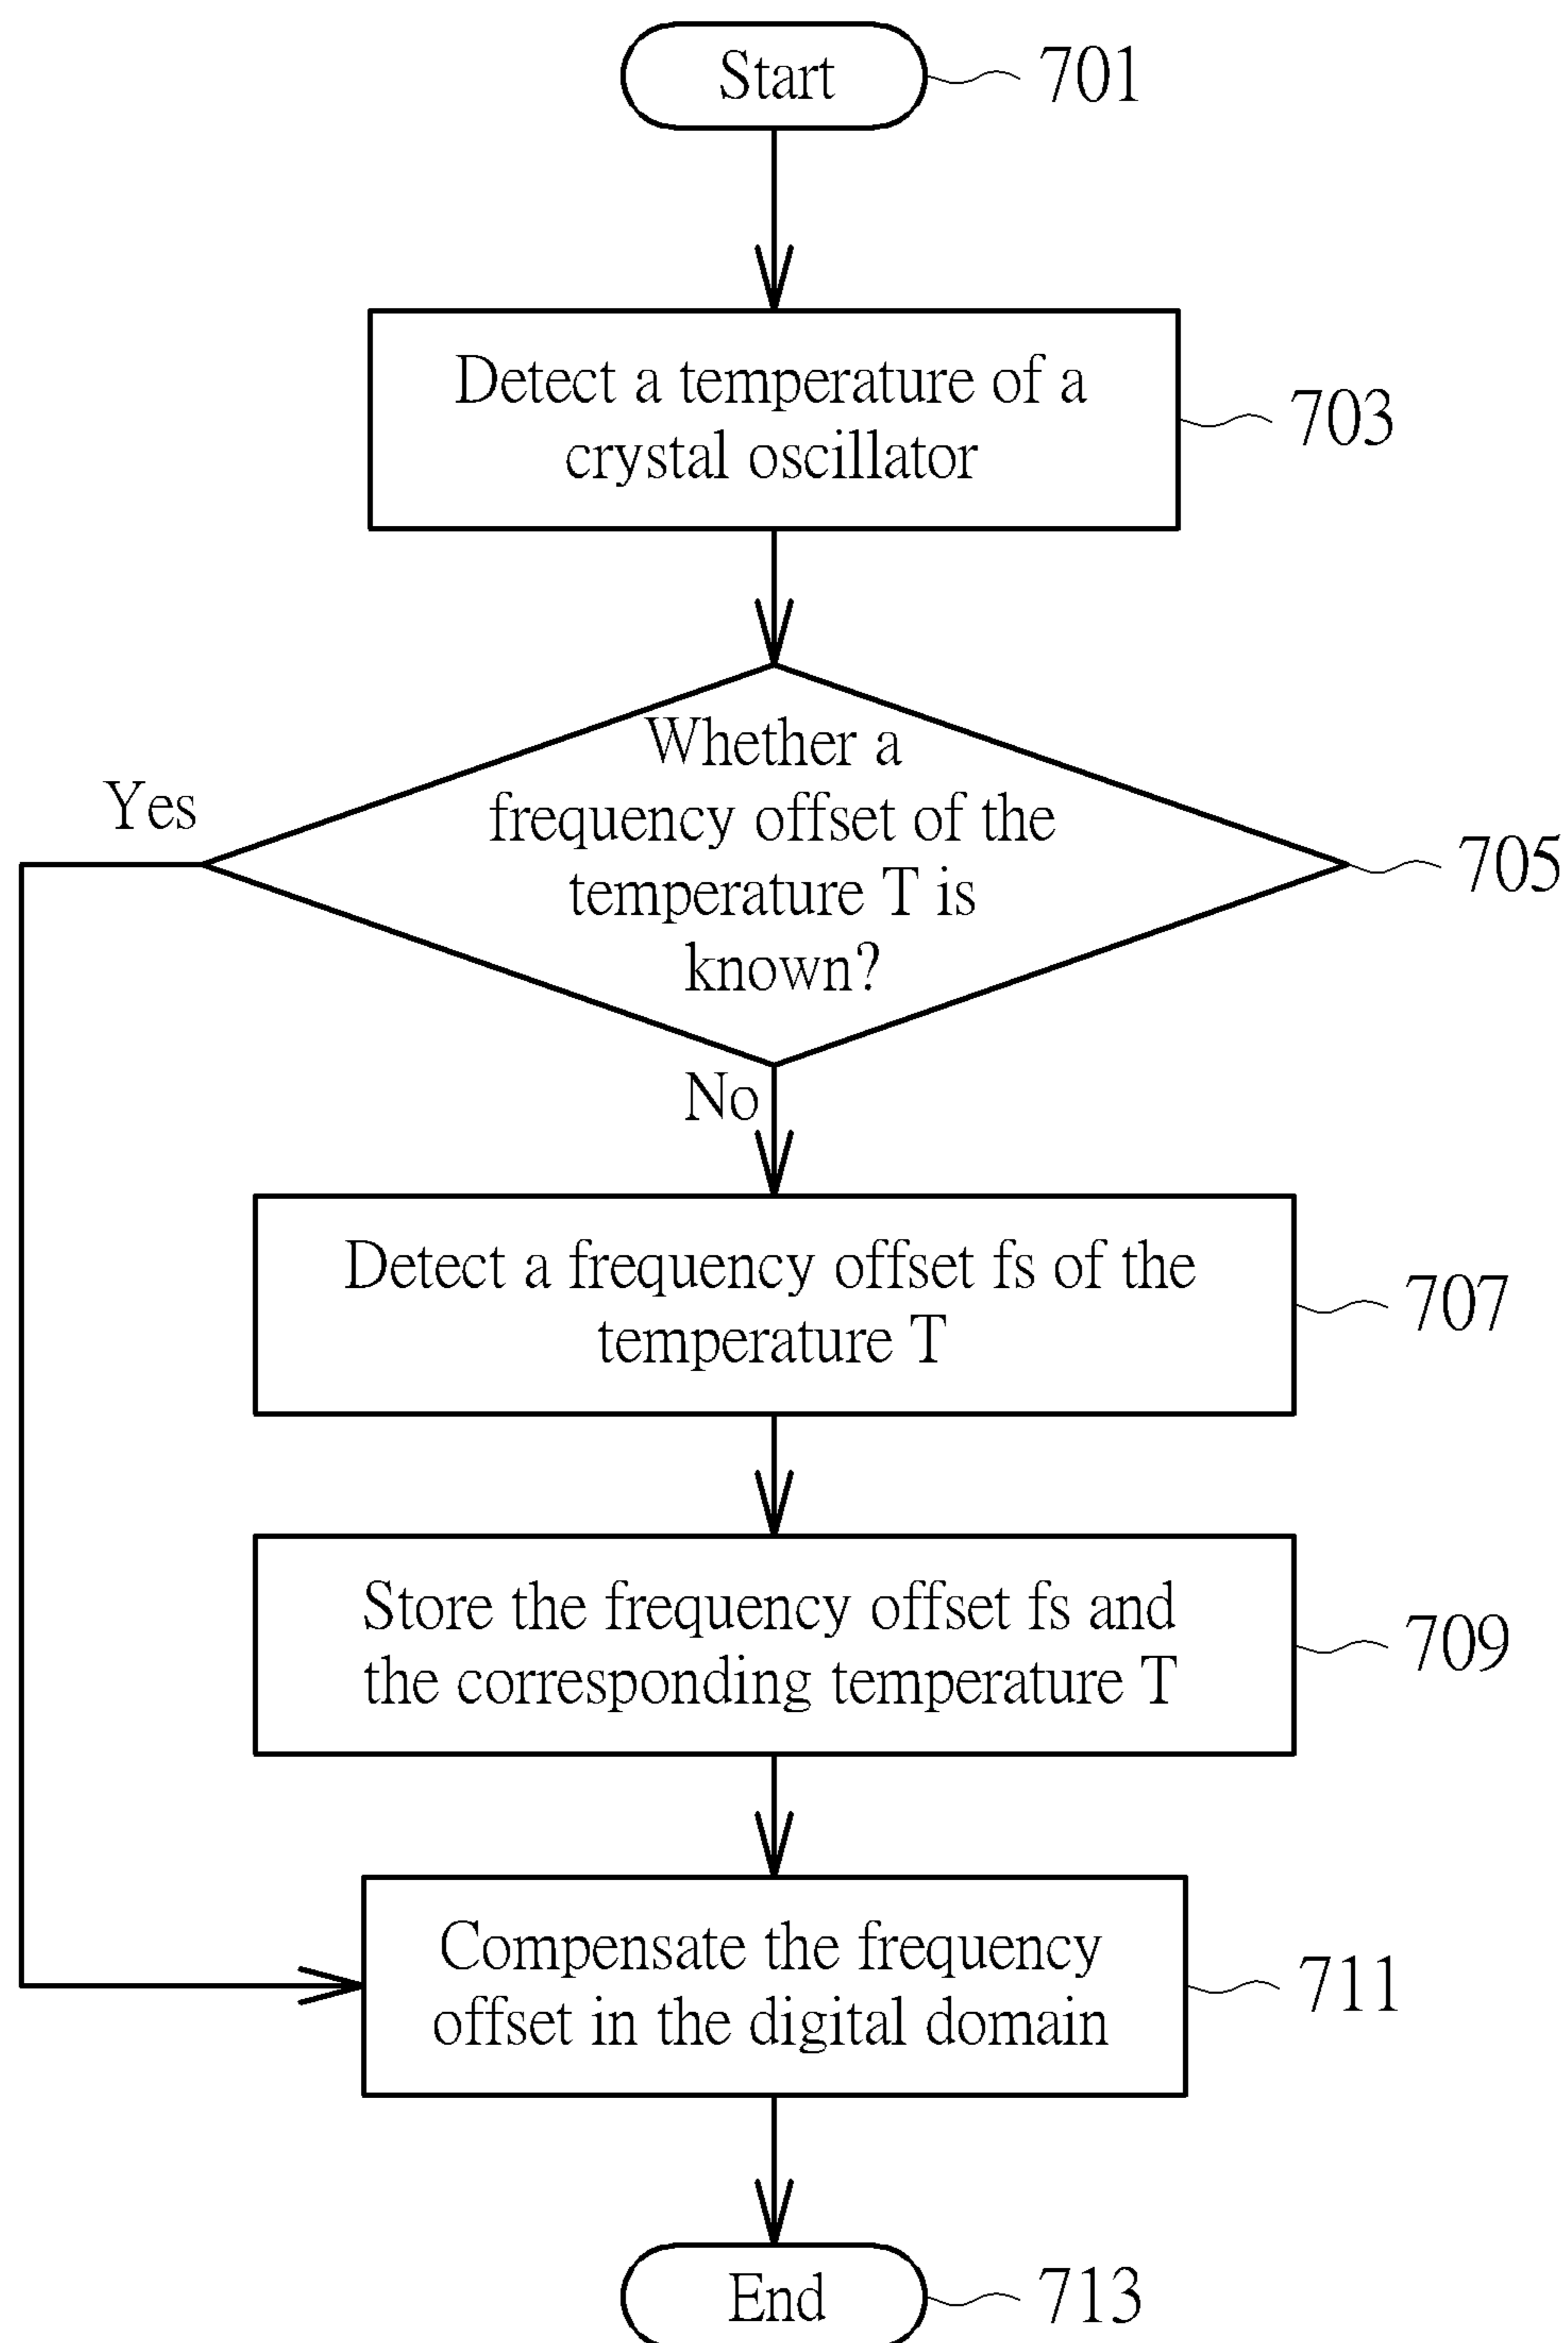 Start
701
Detect a temperature of a
crystal oscillator
703
Whether a
frequency offset of the
temperature T is
known?
705
Yes
No
Detect a frequency offset fs of the
temperature T
707
Store the frequency offset fs and
the corresponding temperature T
709
Compensate the frequency
offset in the digital domain
711
End
713